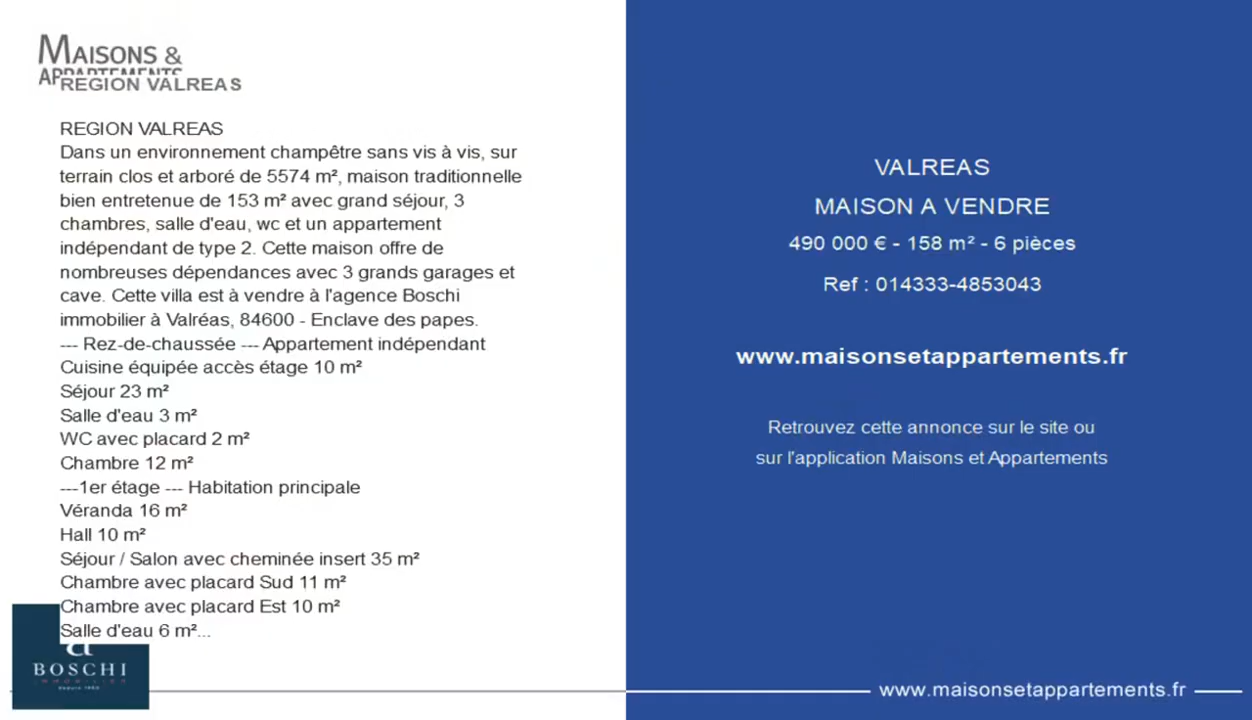 MAISONS &
APPARTEMENTS
REGION VALREAS
REGION VALREAS
Dans un environnement champêtre sans vis à vis, sur
terrain clos et arboré de 5574 m², maison traditionnelle
bien entretenue de 153 m² avec grand séjour, 3
chambres, salle d'eau, wc et un appartement
indépendant de type 2. Cette maison offre de
nombreuses dépendances avec 3 grands garages et
cave. Cette villa est à vendre à l'agence Boschi
immobilier à Valréas, 84600 - Enclave des papes.
--- Rez-de-chaussée --- Appartement indépendant
Cuisine équipée accès étage 10 m²
Séjour 23 m²
Salle d'eau 3 m²
WC avec placard 2 m²
Chambre 12 m²
---1er étage --- Habitation principale
Véranda 16 m²
Hall 10 m²
Séjour / Salon avec cheminée insert 35 m²
Chambre avec placard Sud 11 m²
Chambre avec placard Est 10 m²
Salle d'eau 6 m²...
BOSCHI
VALREAS
MAISON A VENDRE
490 000 € - 158 m² - 6 pièces
Ref : 014333-4853043
www.maisonsetappartements.fr
Retrouvez cette annonce sur le site ou
sur l'application Maisons et Appartements
www.maisonsetappartements.fr